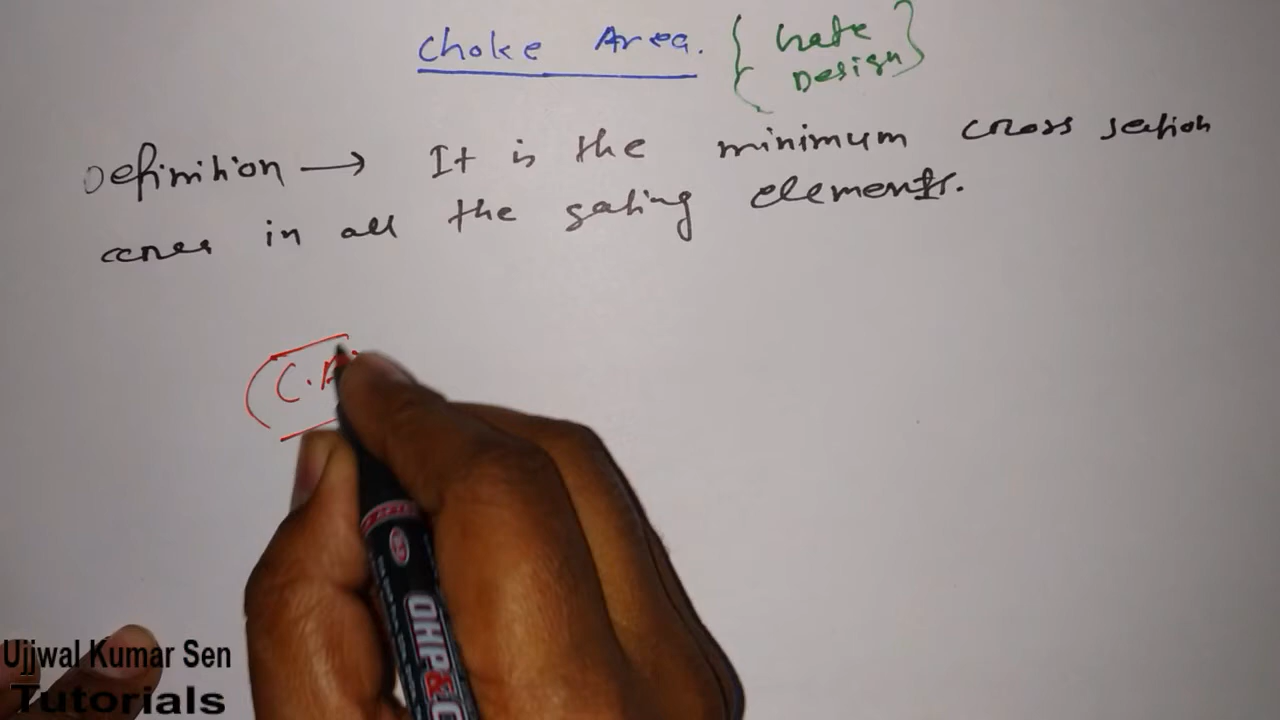 Choke Area. { Gate
Design }
Definition → It is the minimum cross section
area in all the gating elements.
(C.A
OHP
Ujjwal Kumar Sen
Tutorials